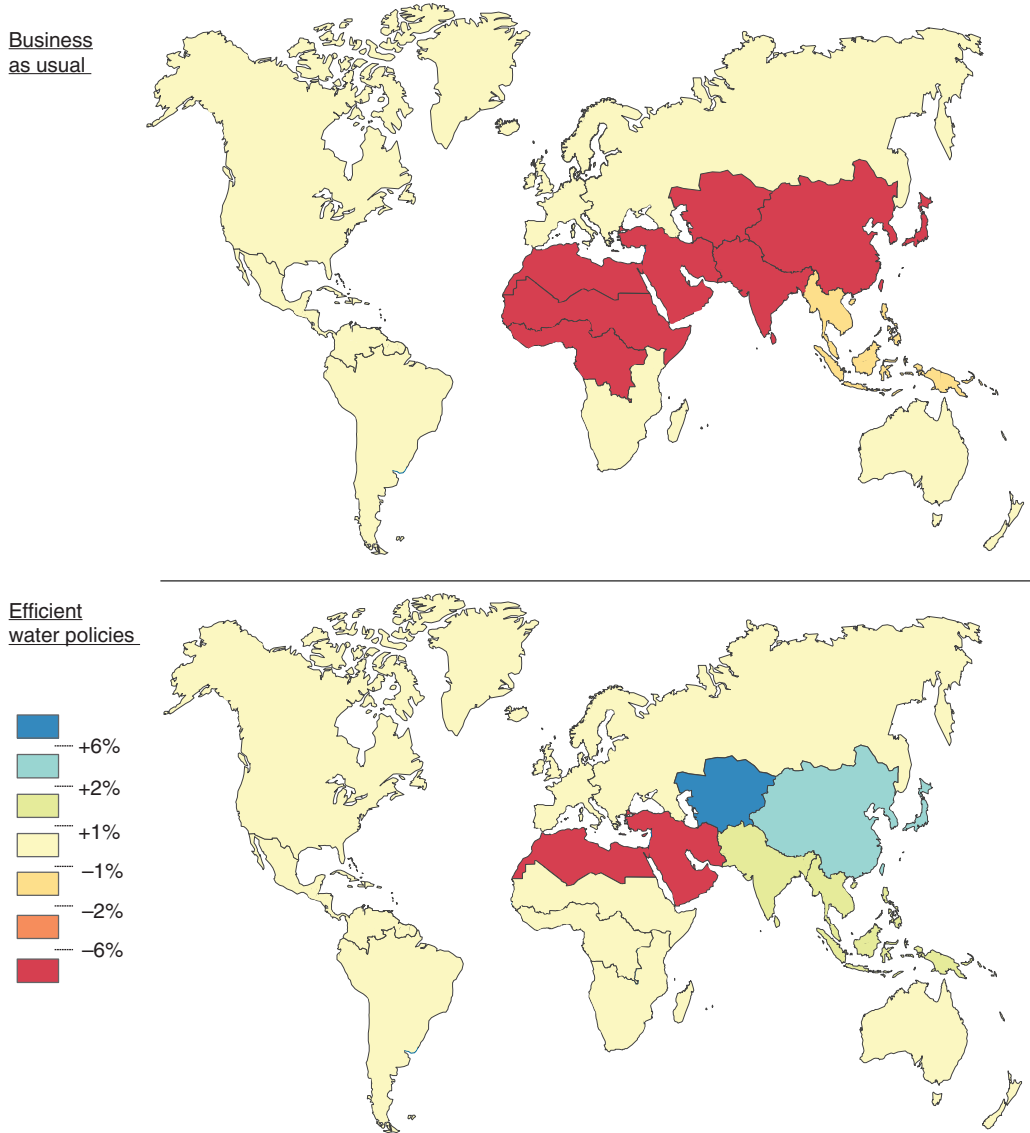 Business
as usual
Efficient
water policies
+6%
+2%
+1%
–1%
–2%
–6%